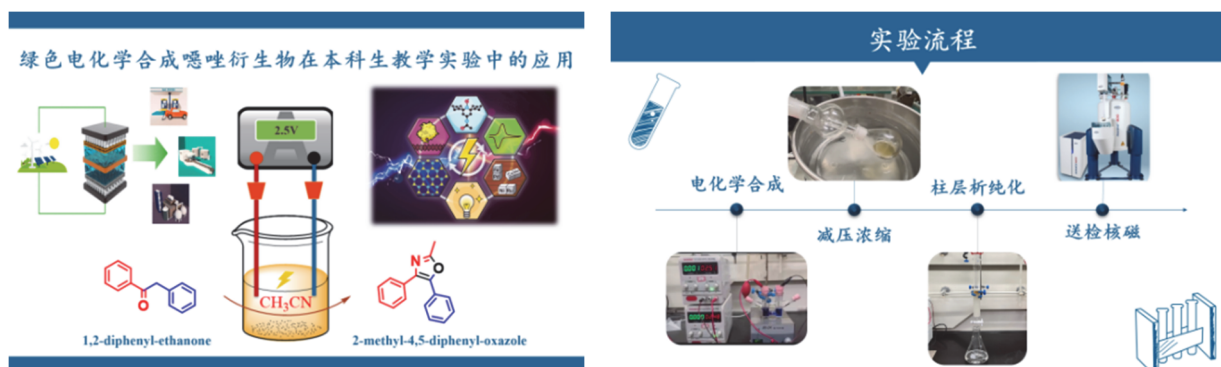 绿色电化学合成噁唑衍生物在本科生教学实验中的应用
2.5V
CH₃CN
O
N
O
1,2-diphenyl-ethanone
2-methyl-4,5-diphenyl-oxazole
实验流程
电化学合成
减压浓缩
柱层析纯化
送检核磁